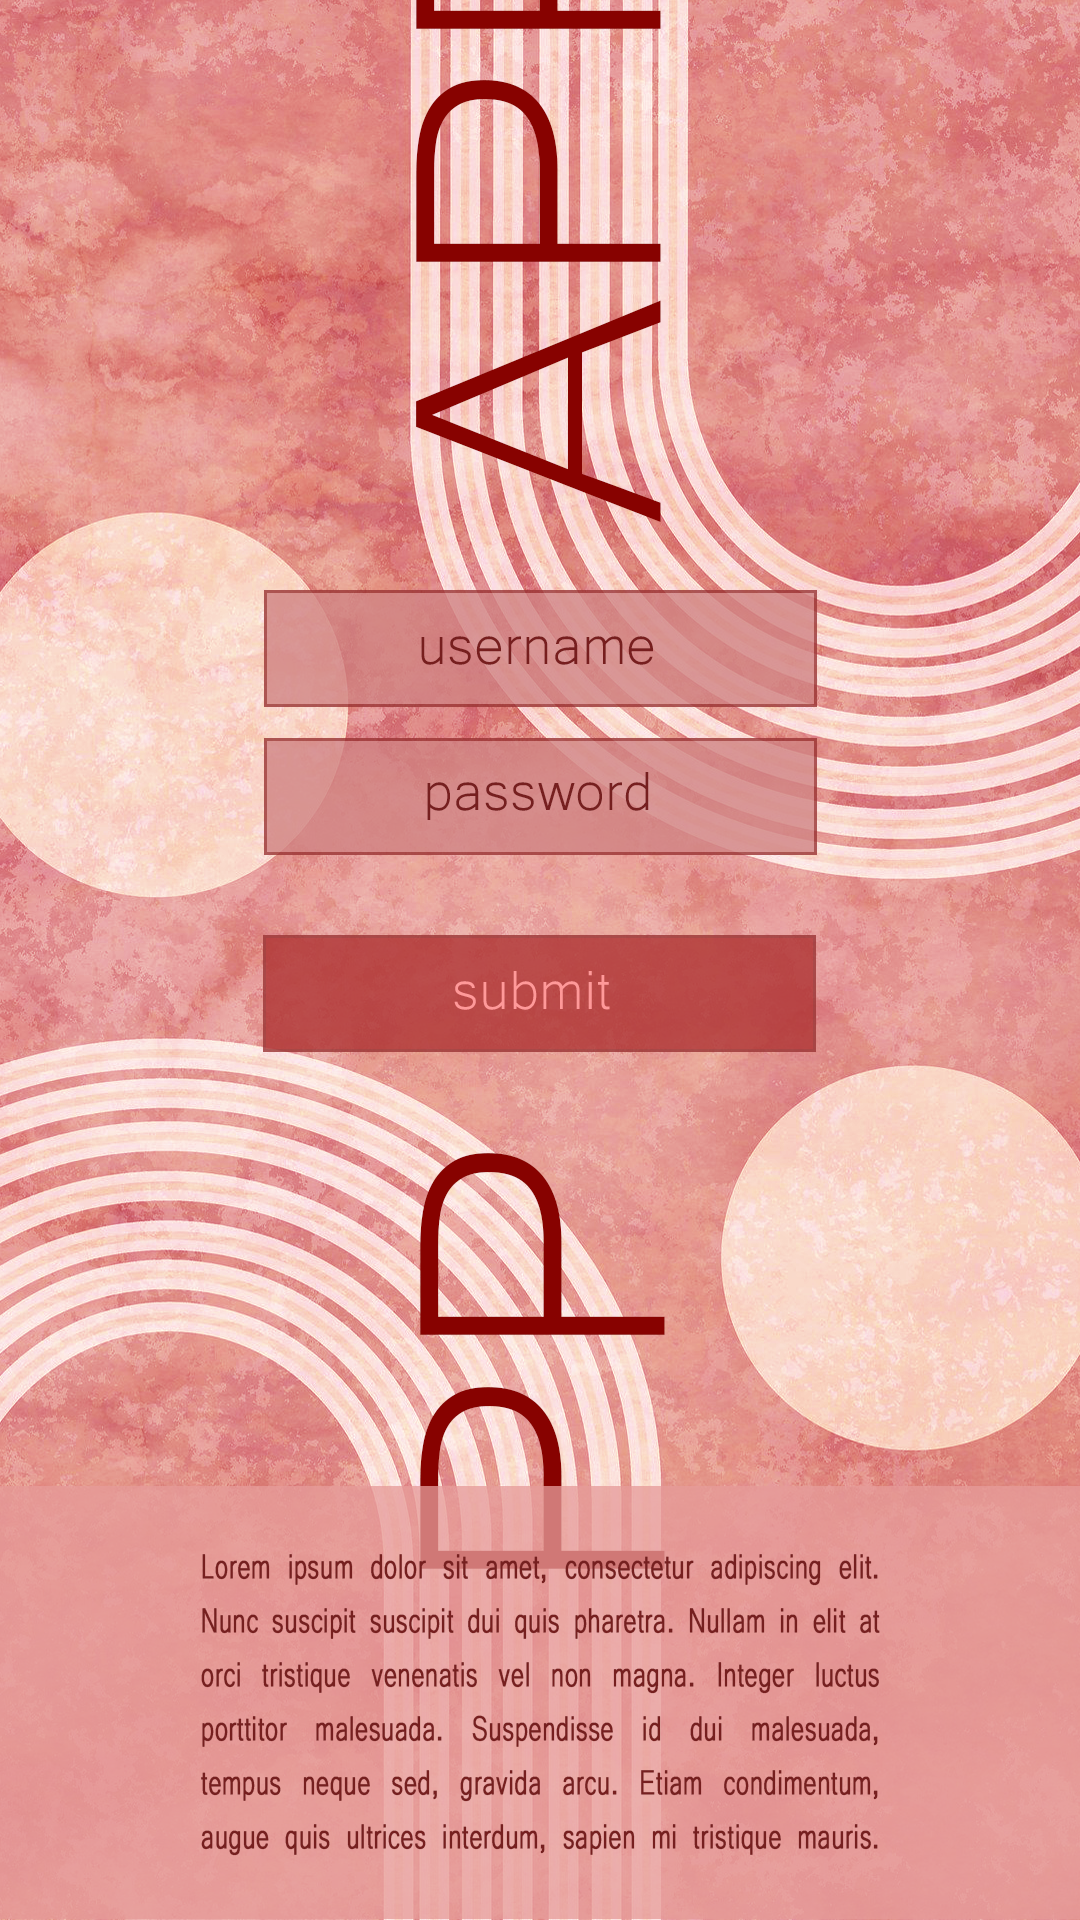 APP
username
password
submit
PP
Lorem ipsum dolor sit amet, consectetur adipiscing elit.
Nunc suscipit suscipit dui quis pharetra. Nullam in elit at
orci tristique venenatis vel non magna. Integer luctus
porttitor malesuada. Suspendisse id dui malesuada,
tempus neque sed, gravida arcu. Etiam condimentum,
augue quis ultrices interdum, sapien mi tristique mauris.